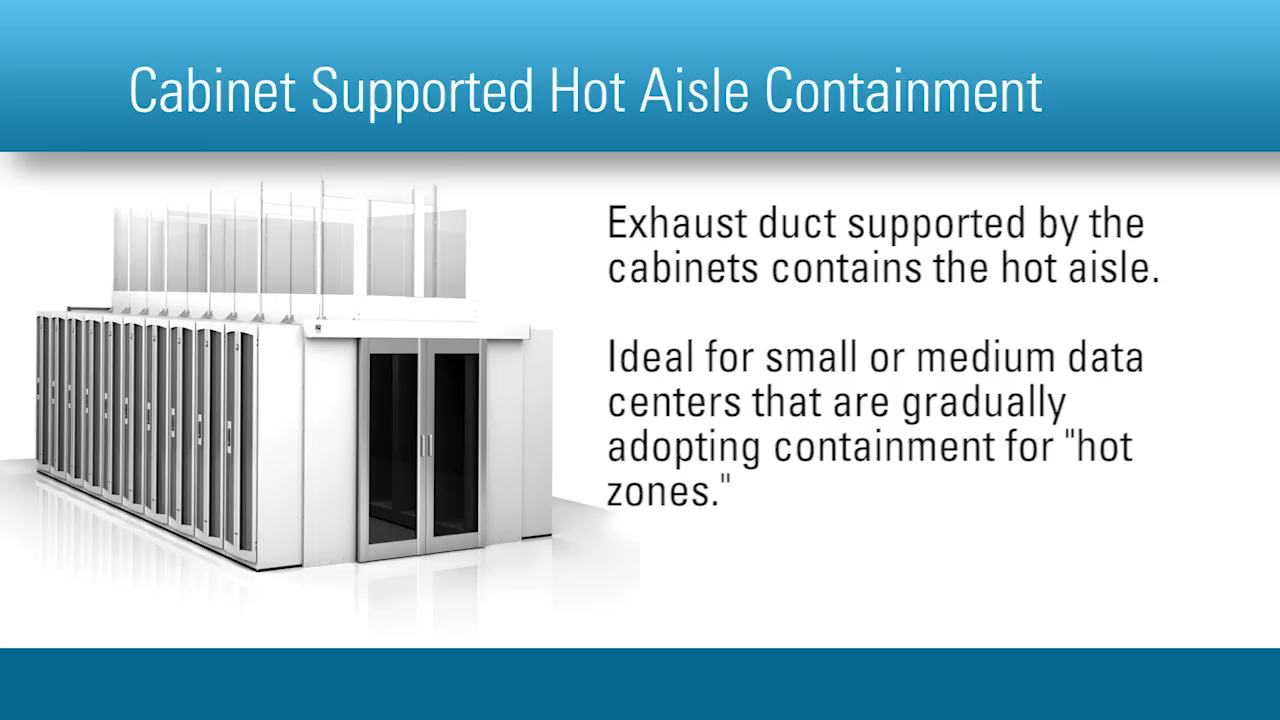 Cabinet Supported Hot Aisle Containment
Exhaust duct supported by the
cabinets contains the hot aisle.
Ideal for small or medium data
centers that are gradually
adopting containment for "hot
zones."